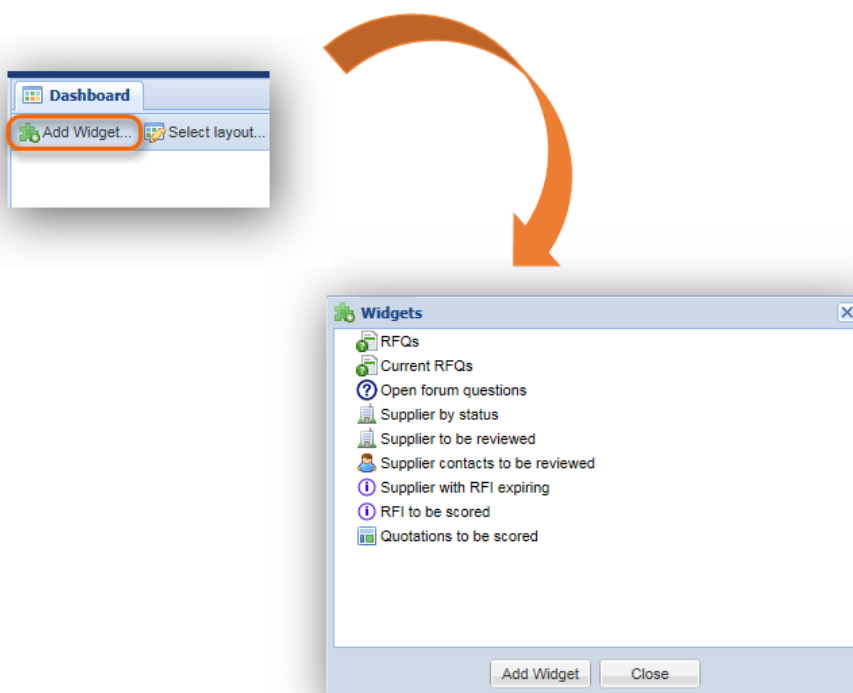 Dashboard
Add Widget... Select layout...
Widgets
RFQs
Current RFQs
Open forum questions
Supplier by status
Supplier to be reviewed
Supplier contacts to be reviewed
Supplier with RFI expiring
RFI to be scored
Quotations to be scored
Add Widget Close